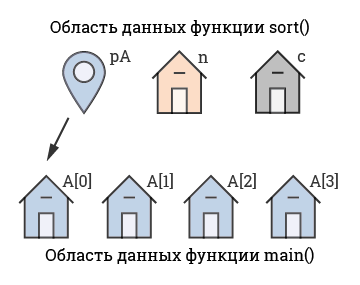 Область данных функции sort()
pA n c
A[0] A[1] A[2] A[3]
Область данных функции main()